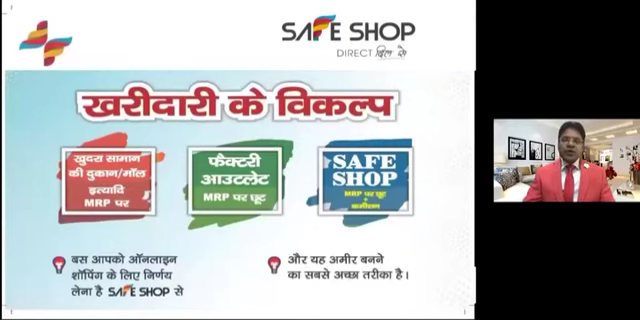 SAFE SHOP
DIRECT दिल से
खरीदारी के विकल्प
खुदरा सामान
की दुकान/मॉल
इत्यादि
MRP पर
फैक्टरी
आउटलेट
MRP पर छूट
SAFE
SHOP
MRP पर छूट
+
कमीशन
बस आपको ऑनलाइन
शॉपिंग के लिए निर्णय
लेना है SAFE SHOP से
और यह अमीर बनने
का सबसे अच्छा तरीका है।